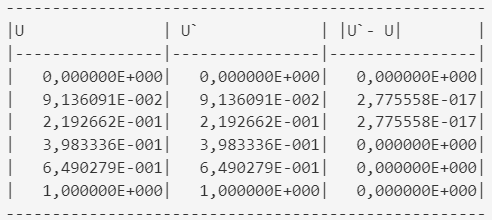 -------------------------------------------------
|U              | U`             | |U`- U|       |
|---------------|----------------|---------------|
|   0,000000E+000|   0,000000E+000|   0,000000E+000|
|   9,136091E-002|   9,136091E-002|   2,775558E-017|
|   2,192662E-001|   2,192662E-001|   2,775558E-017|
|   3,983336E-001|   3,983336E-001|   0,000000E+000|
|   6,490279E-001|   6,490279E-001|   0,000000E+000|
|   1,000000E+000|   1,000000E+000|   0,000000E+000|
-------------------------------------------------